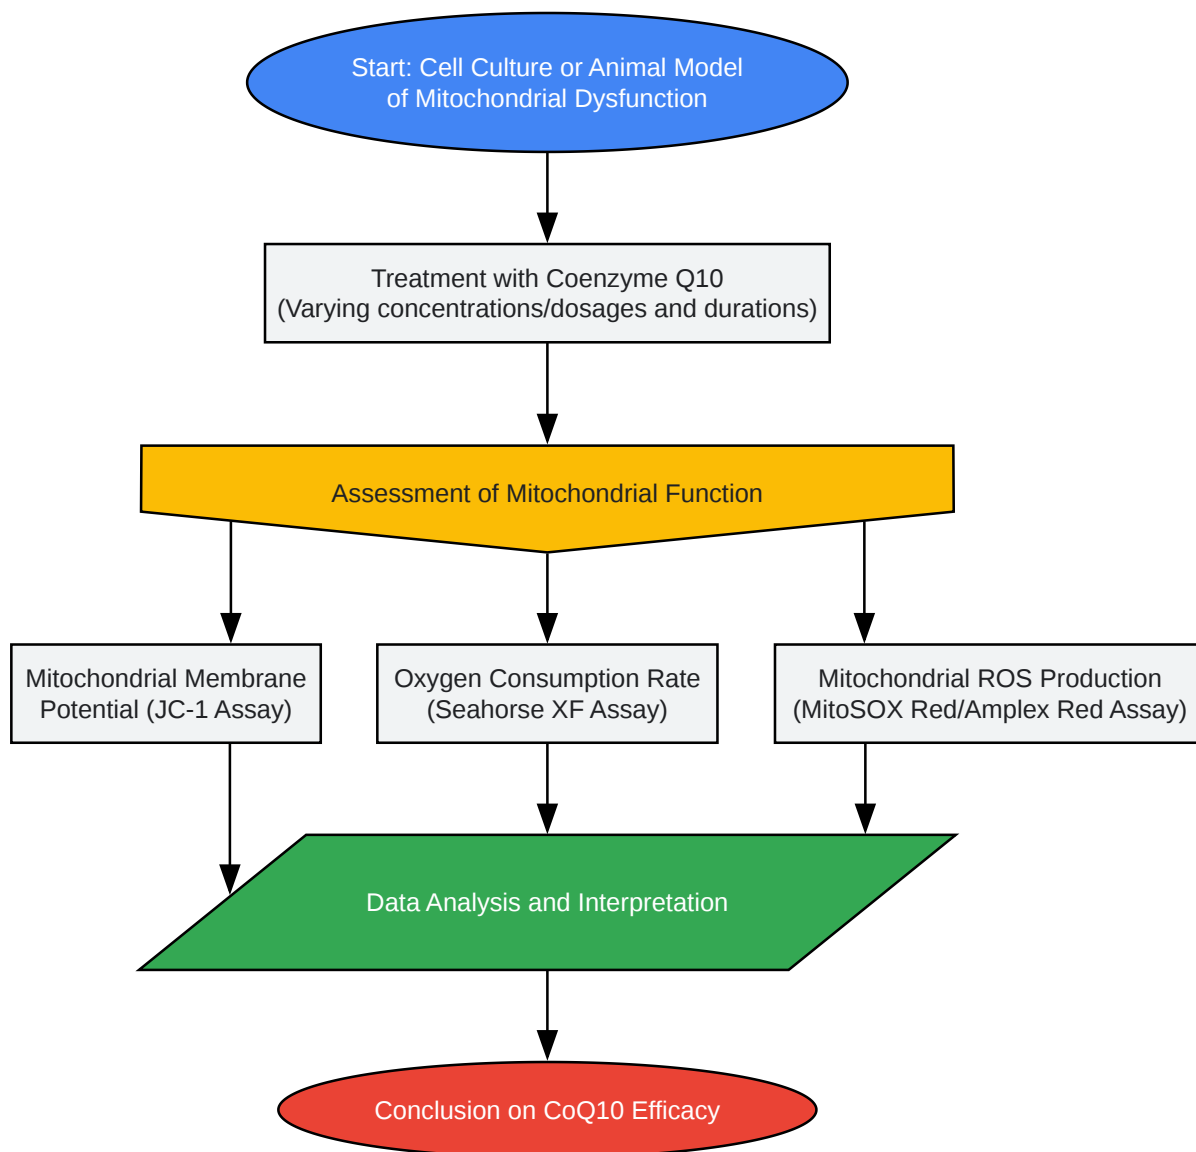 Start: Cell Culture or Animal Model
of Mitochondrial Dysfunction
Treatment with Coenzyme Q10
(Varying concentrations/dosages and durations)
Assessment of Mitochondrial Function
Mitochondrial Membrane
Potential (JC-1 Assay)
Oxygen Consumption Rate
(Seahorse XF Assay)
Mitochondrial ROS Production
(MitoSOX Red/Amplex Red Assay)
Data Analysis and Interpretation
Conclusion on CoQ10 Efficacy